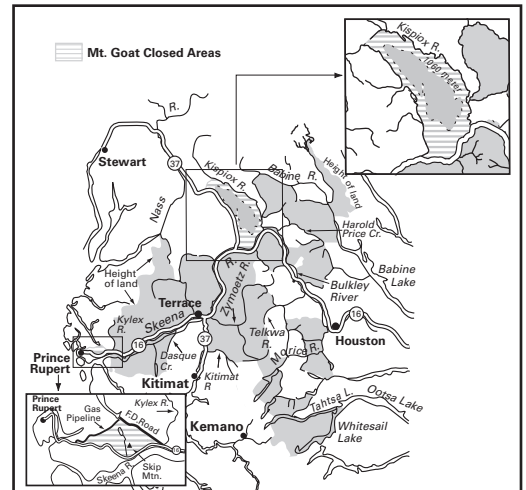 Mt. Goat Closed Areas
Kispiox R.
1060 meter
R.
37
Stewart
Kispiox R.
Babine R.
Height of land
Nass
Harold
Price Cr.
Height
of land
R.
Zymoetz R.
Babine
Lake
Bulkley
River
Terrace
Skeena
Kylex
R.
16
Telkwa
R.
16
Houston
Morice R.
37
Dasque
Cr.
Prince
Rupert
Kitimat
Kitimat
R
Tahtsa L.
Ootsa Lake
Kemano
Whitesail
Lake
Prince
Rupert
Gas
Pipeline
Kylex R.
F.D Road
16
Skeena R.
Skip
Mtn.